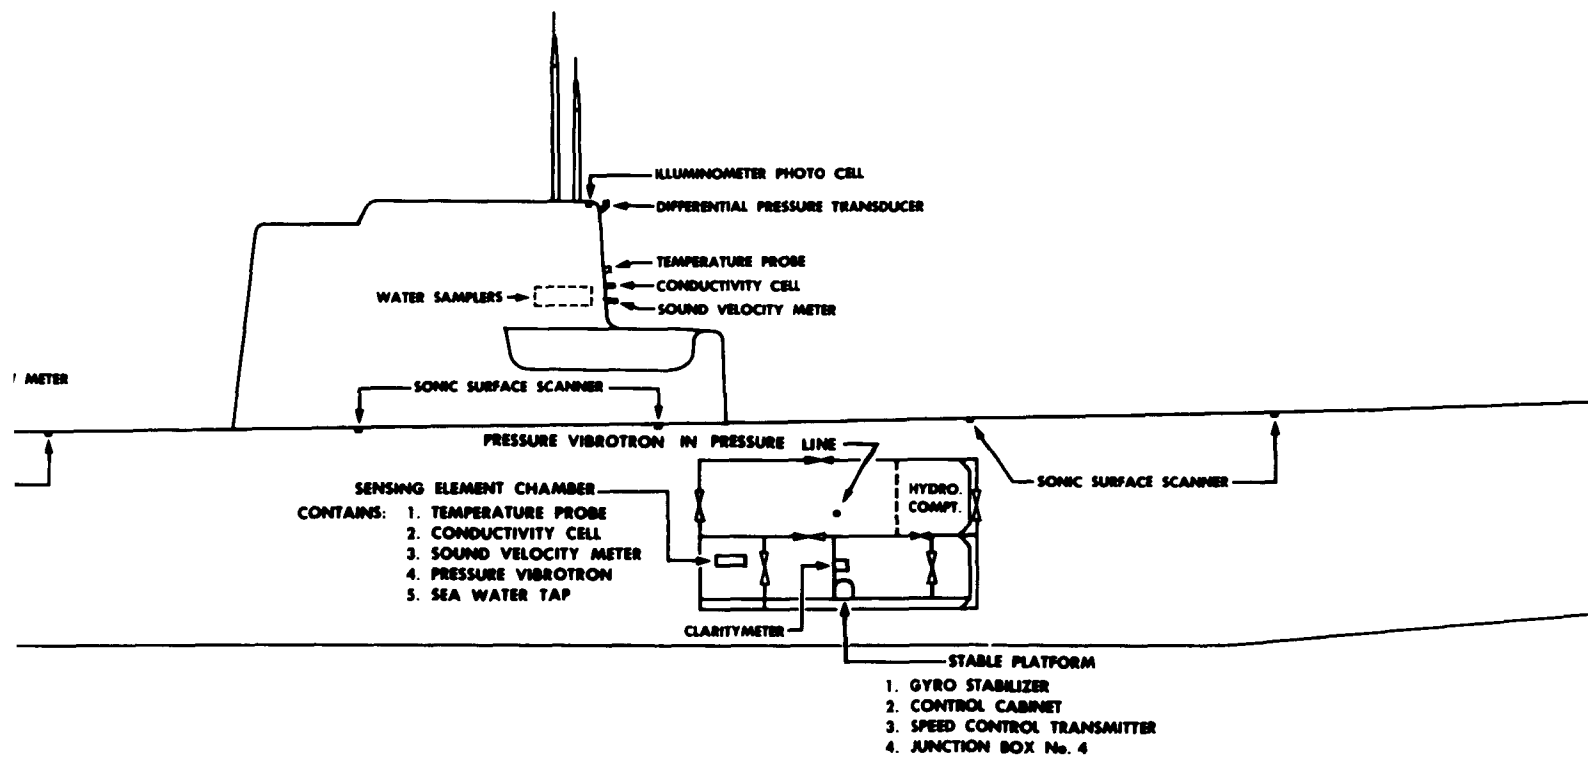 ILLUMINOMETER PHOTO CELL
DIFFERENTIAL PRESSURE TRANSDUCER
TEMPERATURE PROBE
CONDUCTIVITY CELL
WATER SAMPLERS
SOUND VELOCITY METER
METER
SONIC SURFACE SCANNER
PRESSURE VIBROTRON IN PRESSURE LINE
SONIC SURFACE SCANNER
SENSING ELEMENT CHAMBER
CONTAINS: 1. TEMPERATURE PROBE
2. CONDUCTIVITY CELL
3. SOUND VELOCITY METER
4. PRESSURE VIBROTRON
5. SEA WATER TAP
HYDRO.
COMPT.
CLARITYMETER
STABLE PLATFORM
1. GYRO STABILIZER
2. CONTROL CABINET
3. SPEED CONTROL TRANSMITTER
4. JUNCTION BOX No. 4